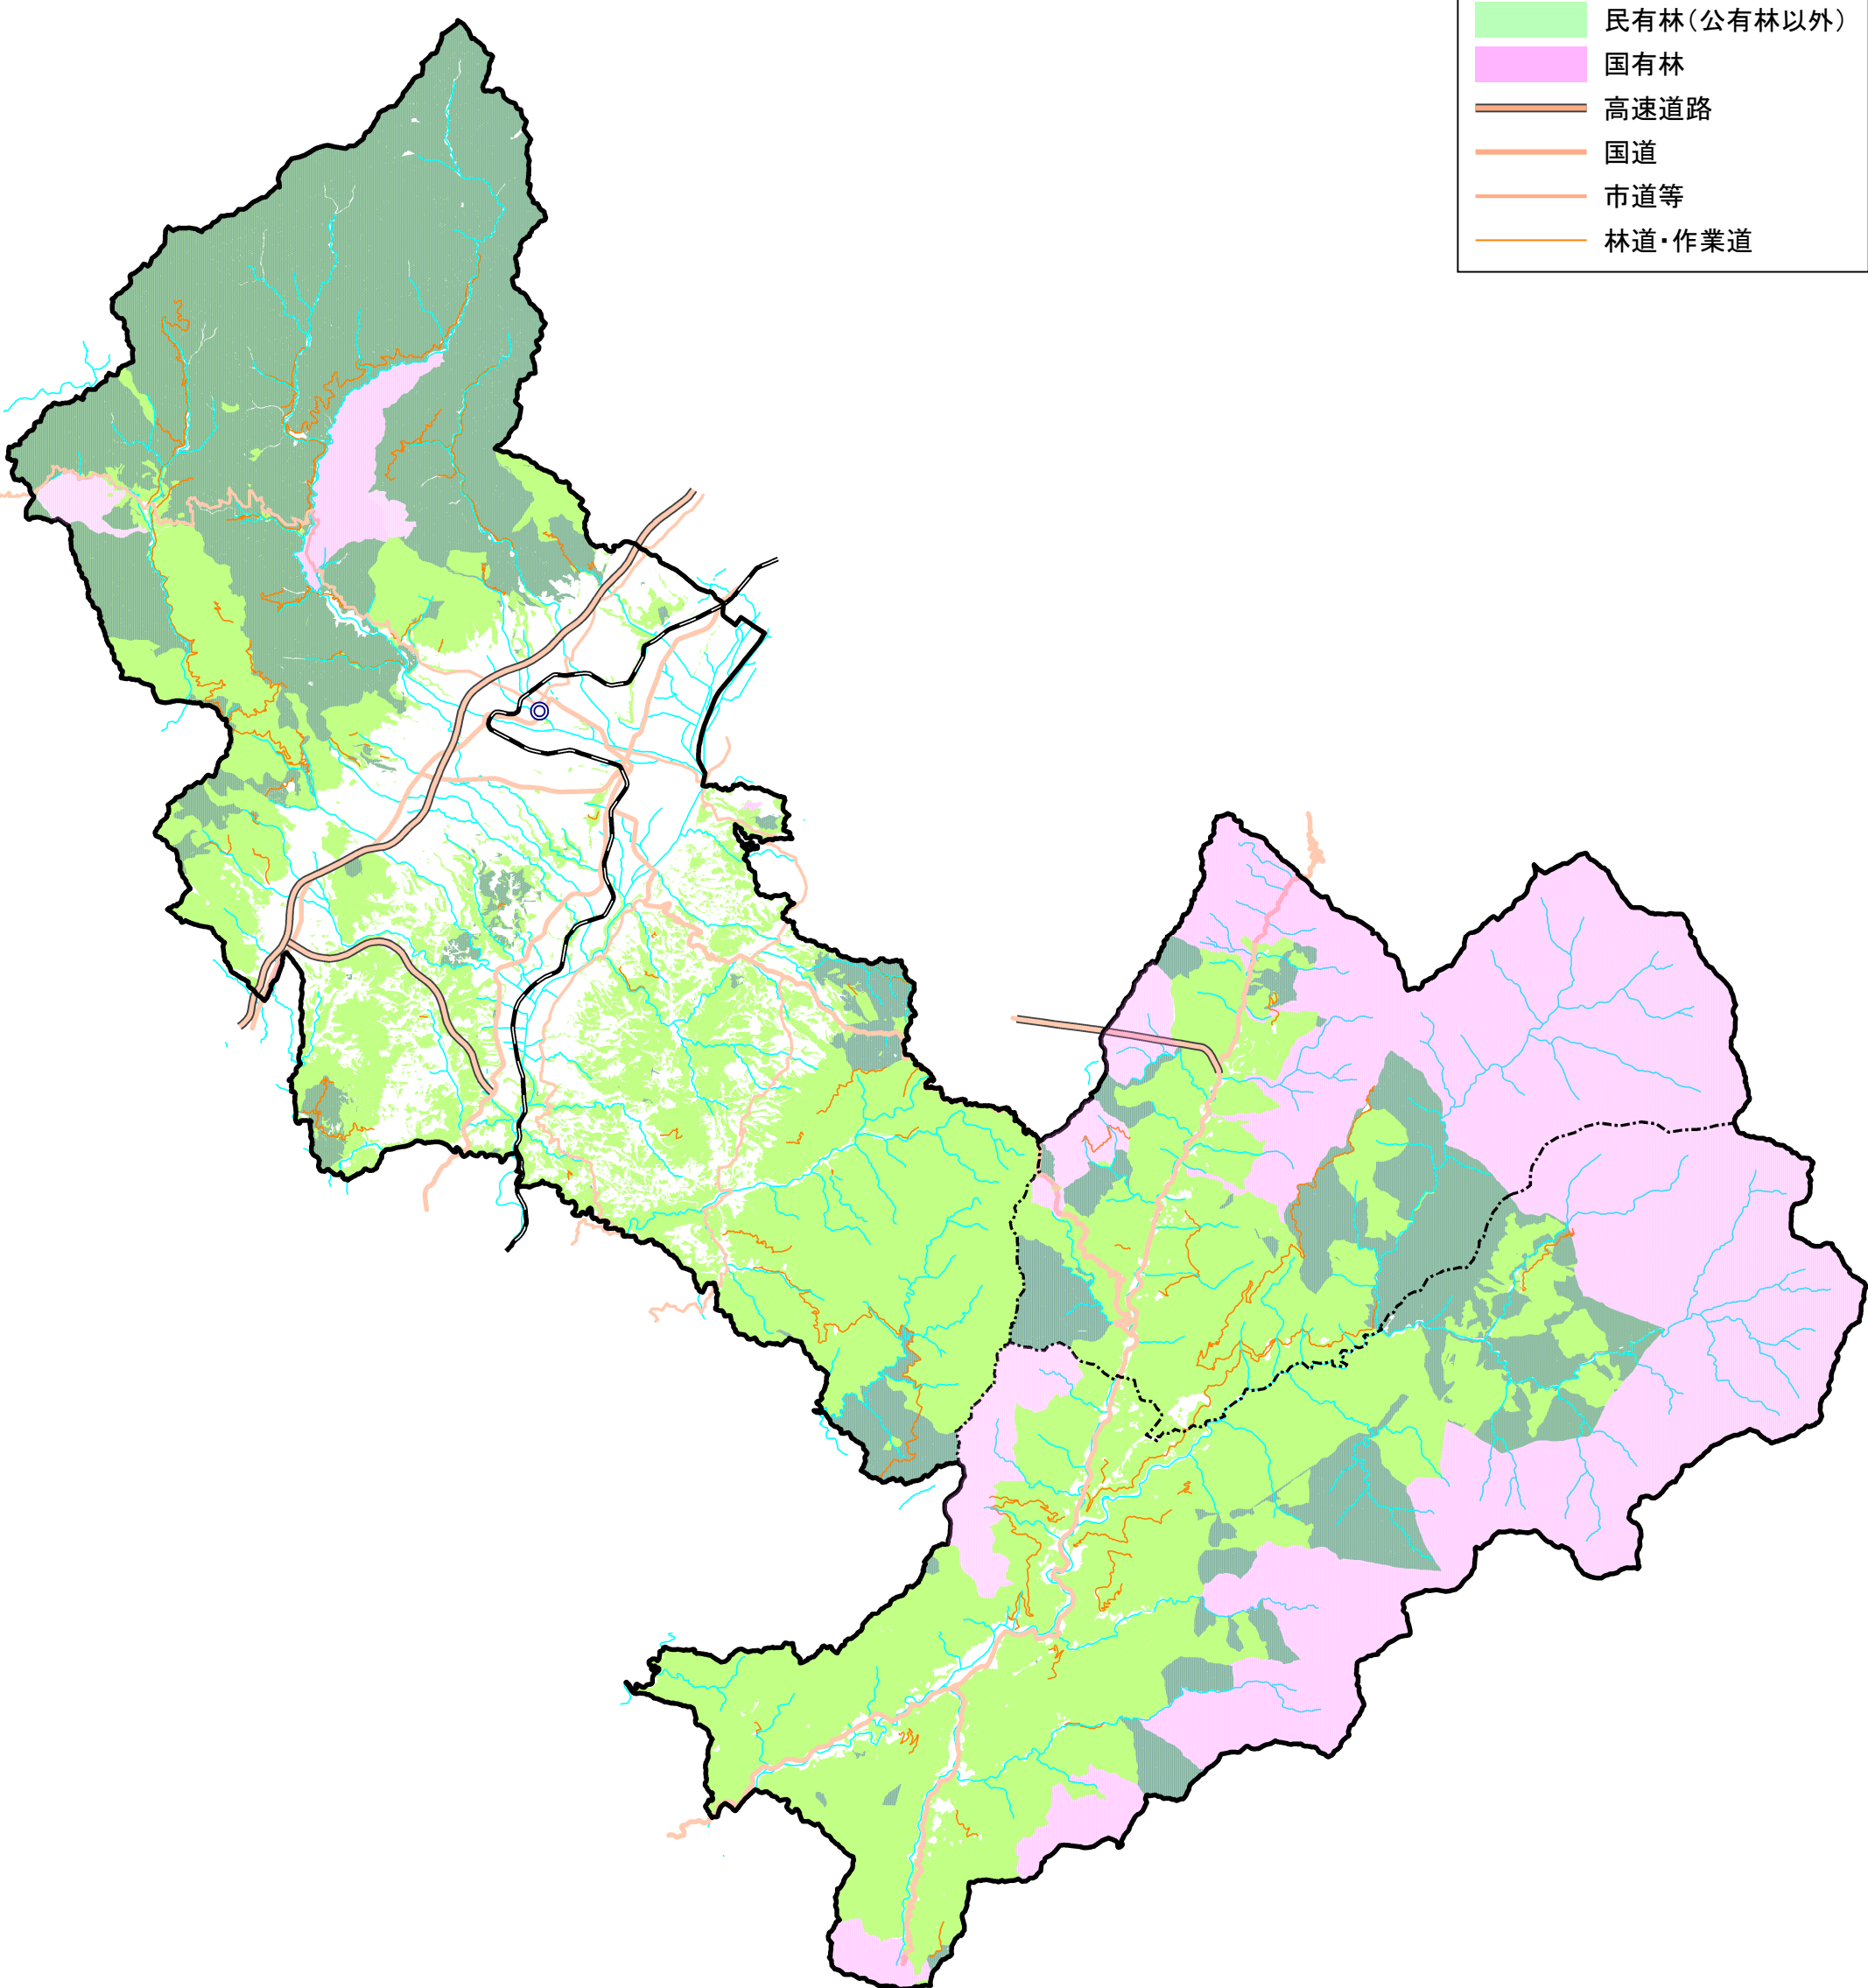 民有林（公有林以外）
国有林
高速道路
国道
市道等
林道・作業道